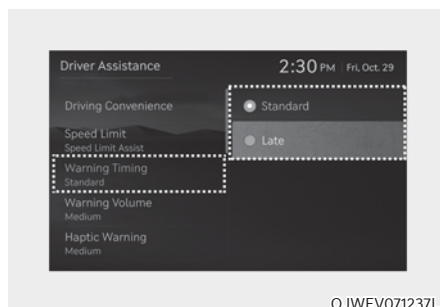 Driver Assistance
2:30 PM Fri, Oct. 29
Driving Convenience
Speed Limit
Speed Limit Assist
Warning Timing
Standard
Warning Volume
Medium
Haptic Warning
Medium
Standard
Late
OJWEV071237L